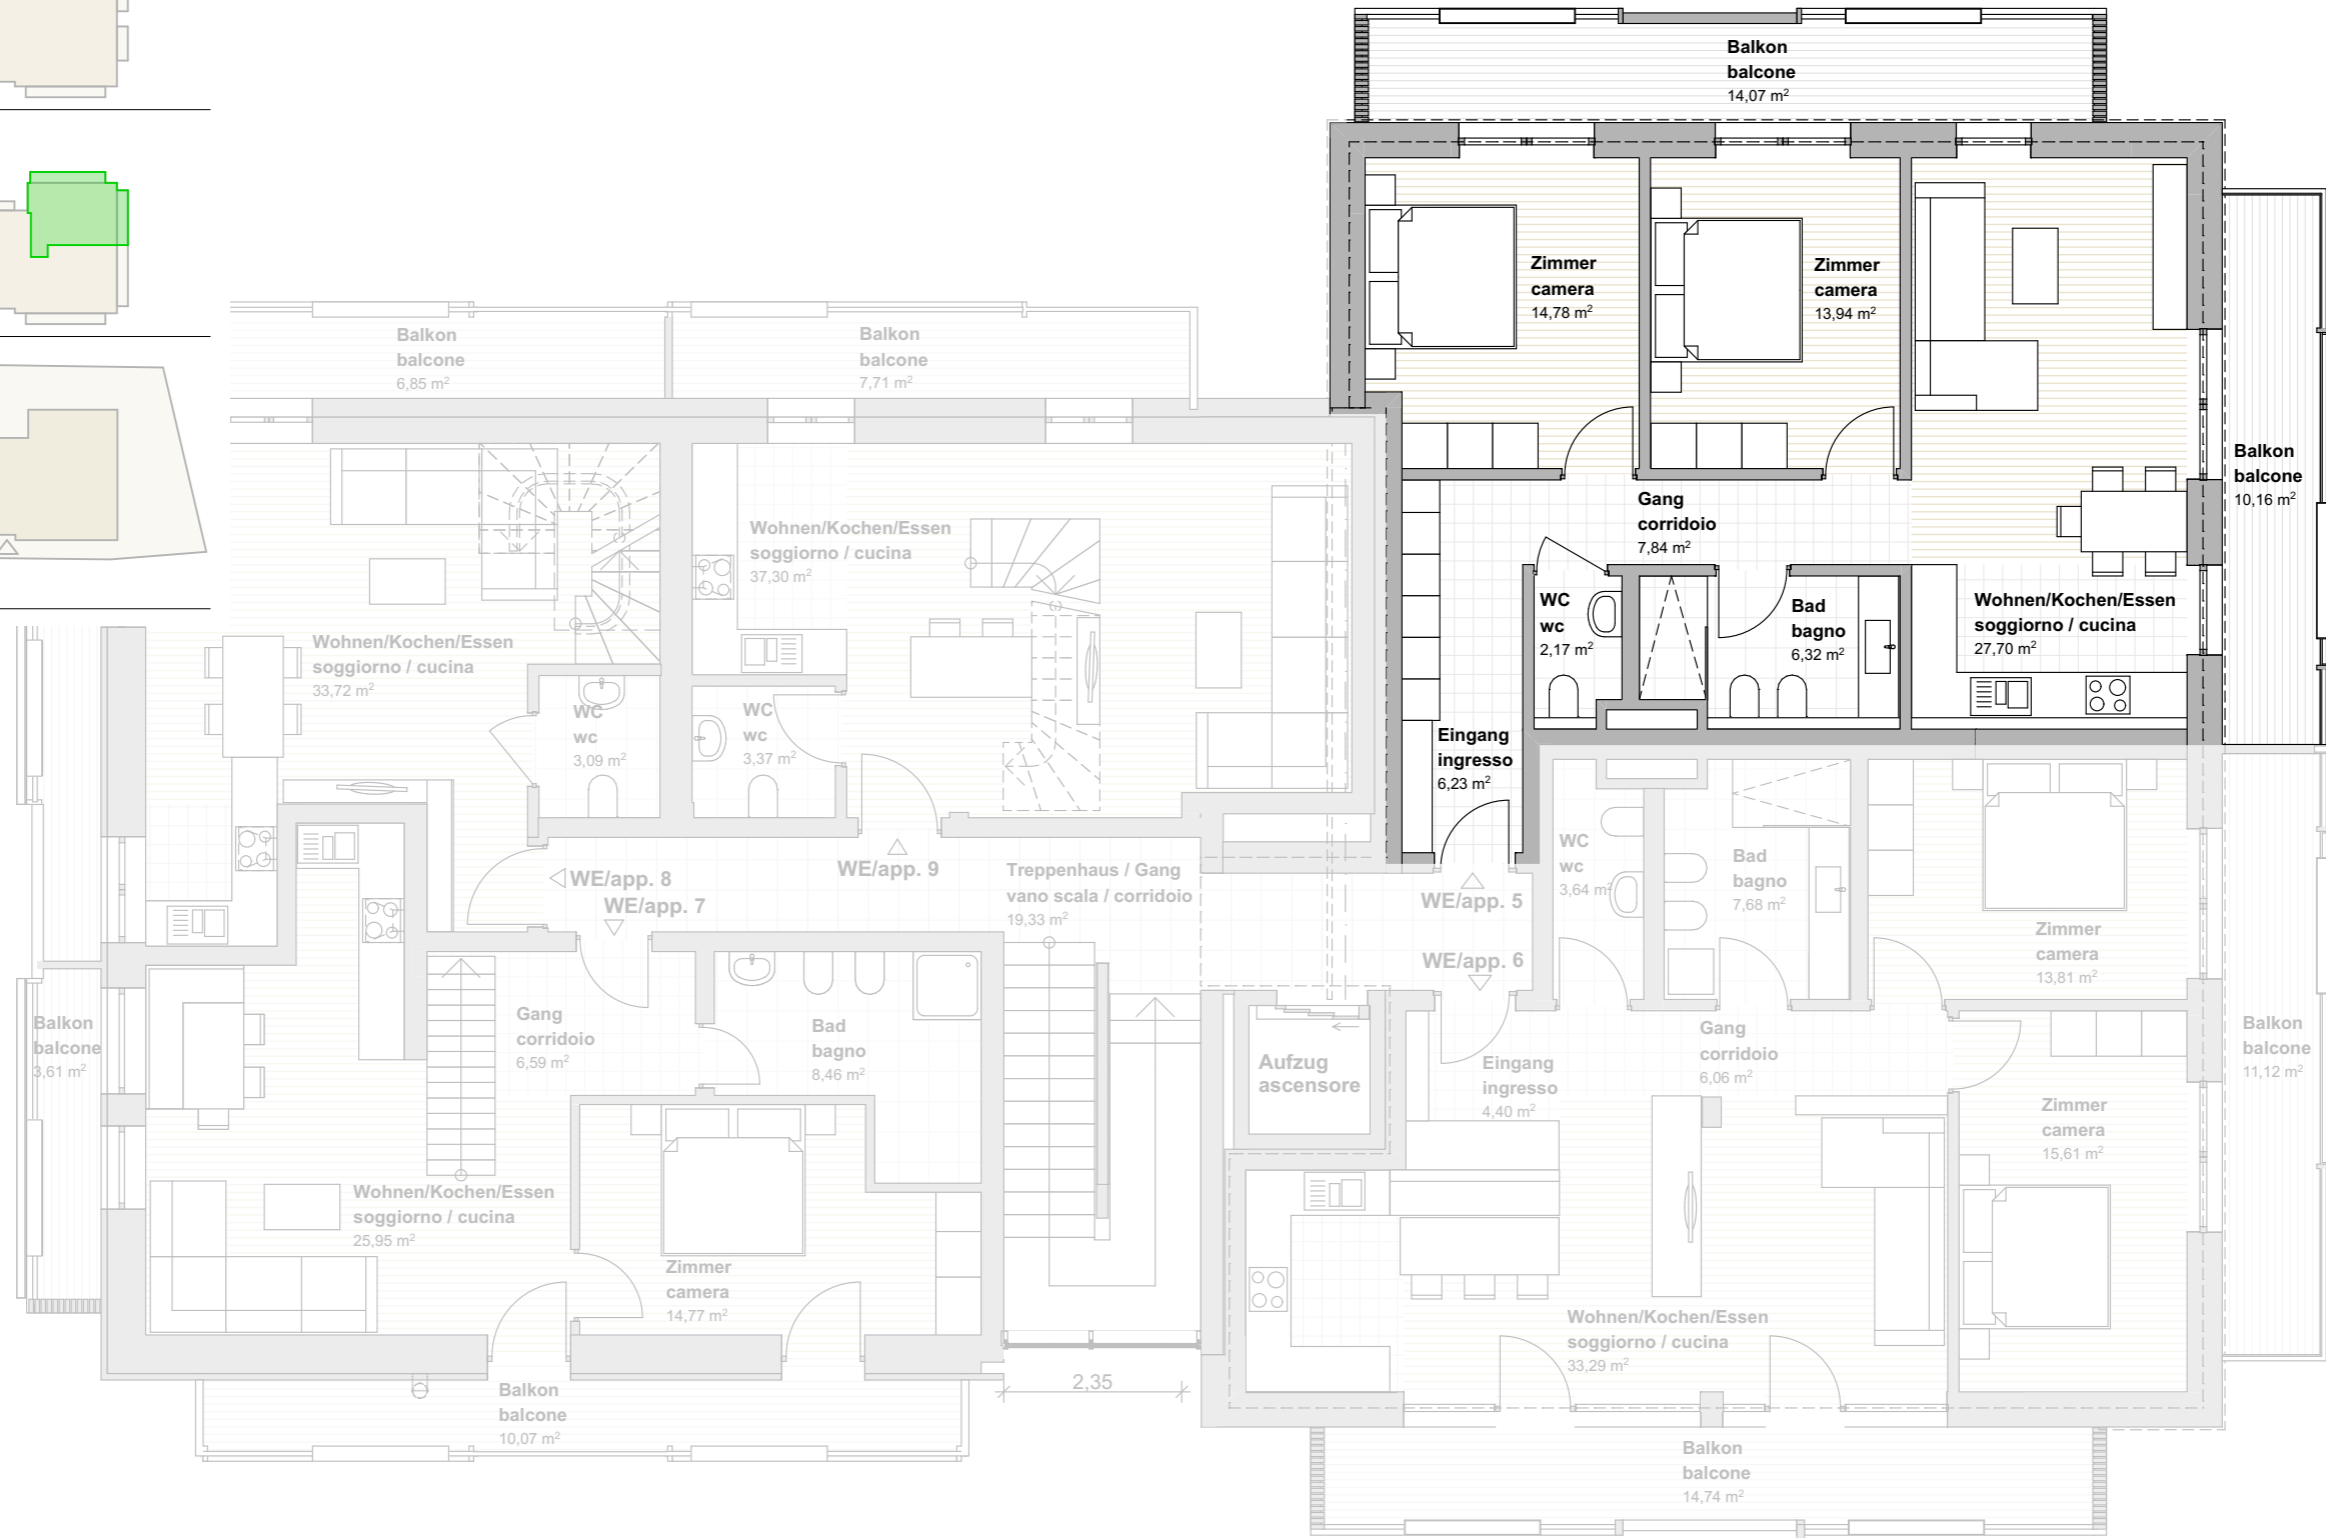 Balkon
balcone
14,07 m²
Zimmer
camera
14,78 m²
Zimmer
camera
13,94 m²
Balkon
balcone
6,85 m²
Balkon
balcone
7,71 m²
Balkon
balcone
10,16 m²
Gang
corridoio
7,84 m²
Wohnen/Kochen/Essen
soggiorno / cucina
37,30 m²
WC
wc
2,17 m²
Bad
bagno
6,32 m²
Wohnen/Kochen/Essen
soggiorno / cucina
27,70 m²
Wohnen/Kochen/Essen
soggiorno / cucina
33,72 m²
WC
wc
3,09 m²
WC
wc
3,37 m²
Eingang
ingresso
6,23 m²
WE/app. 9
WE/app. 8
WE/app. 7
Treppenhaus / Gang
vano scala / corridoio
19,33 m²
WE/app. 5
WE/app. 6
WC
wc
3,64 m²
Bad
bagno
7,68 m²
Zimmer
camera
13,81 m²
Balkon
balcone
3,61 m²
Gang
corridoio
6,59 m²
Bad
bagno
8,46 m²
Aufzug
ascensore
Eingang
ingresso
4,40 m²
Gang
corridoio
6,06 m²
Balkon
balcone
11,12 m²
Zimmer
camera
15,61 m²
Wohnen/Kochen/Essen
soggiorno / cucina
25,95 m²
Zimmer
camera
14,77 m²
Wohnen/Kochen/Essen
soggiorno / cucina
33,29 m²
2,35
Balkon
balcone
10,07 m²
Balkon
balcone
14,74 m²